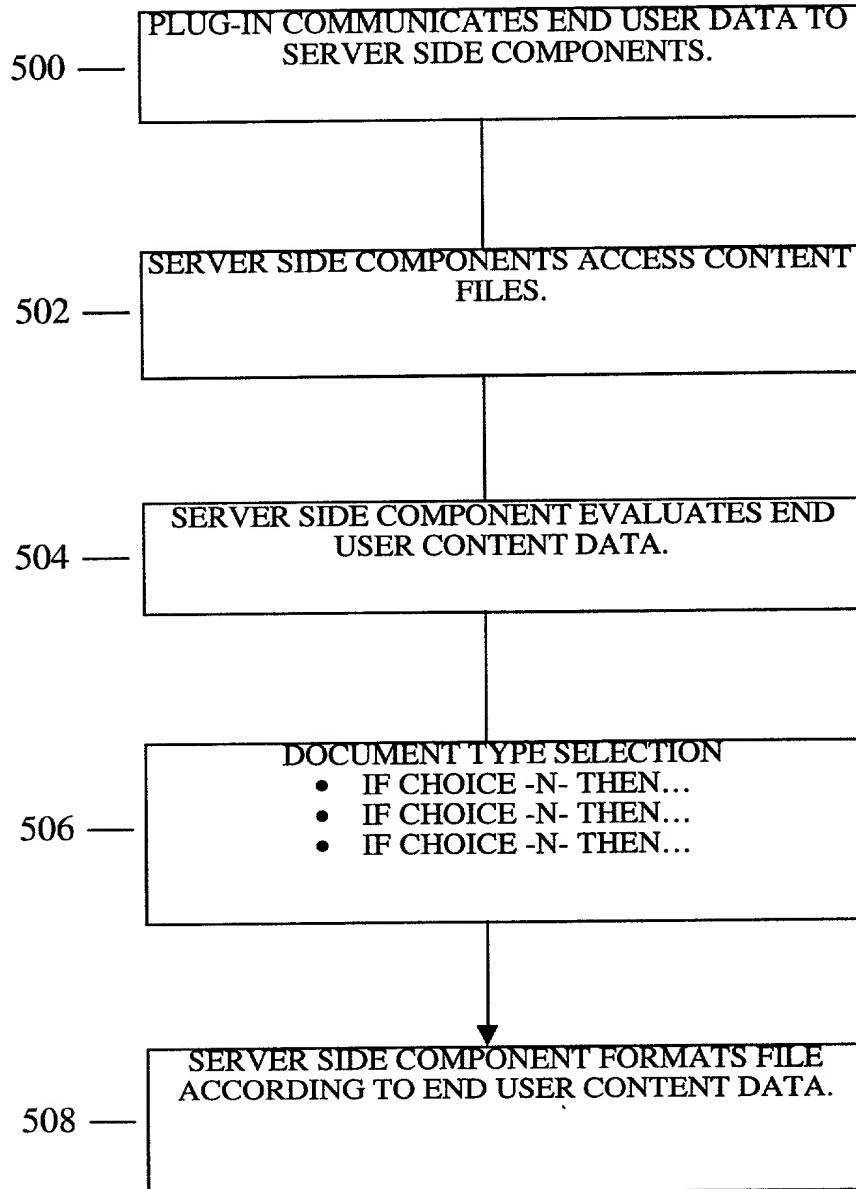 PLUG-IN COMMUNICATES END USER DATA TO
SERVER SIDE COMPONENTS.
500
SERVER SIDE COMPONENTS ACCESS CONTENT
FILES.
502
SERVER SIDE COMPONENT EVALUATES END
USER CONTENT DATA.
504
DOCUMENT TYPE SELECTION
• IF CHOICE -N- THEN...
• IF CHOICE -N- THEN...
• IF CHOICE -N- THEN...
506
SERVER SIDE COMPONENT FORMATS FILE
ACCORDING TO END USER CONTENT DATA.
508